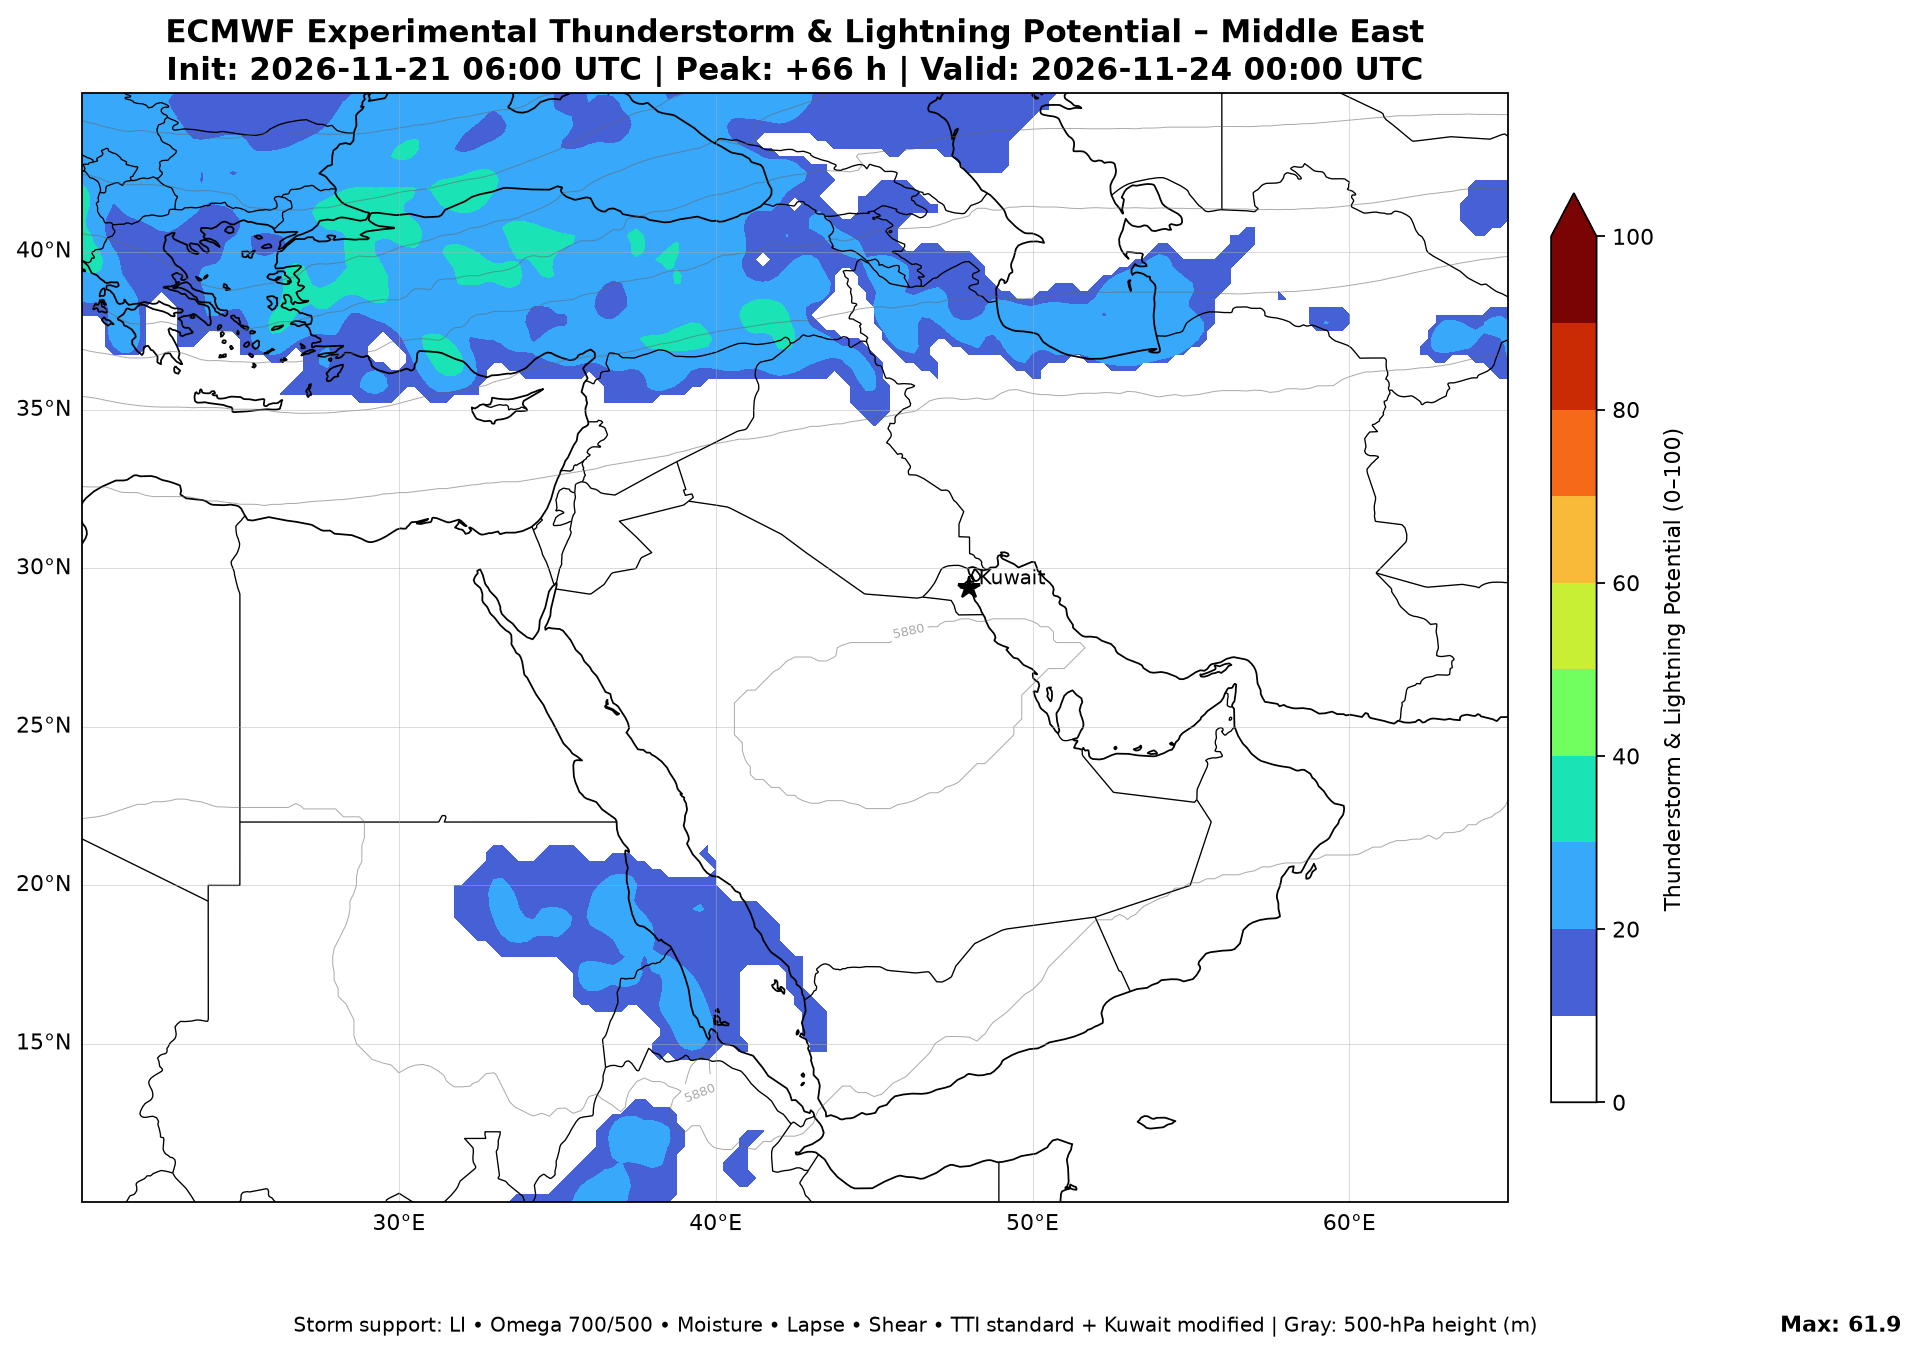 ECMWF Experimental Thunderstorm & Lightning Potential – Middle East
Init: 2026-11-21 06:00 UTC | Peak: +66 h | Valid: 2026-11-24 00:00 UTC
40°N
35°N
30°N
25°N
20°N
15°N
Kuwait
5880
5880
30°E
40°E
50°E
60°E
100
80
60
40
20
0
Thunderstorm & Lightning Potential (0–100)
Storm support: LI • Omega 700/500 • Moisture • Lapse • Shear • TTI standard + Kuwait modified | Gray: 500-hPa height (m)
Max: 61.9